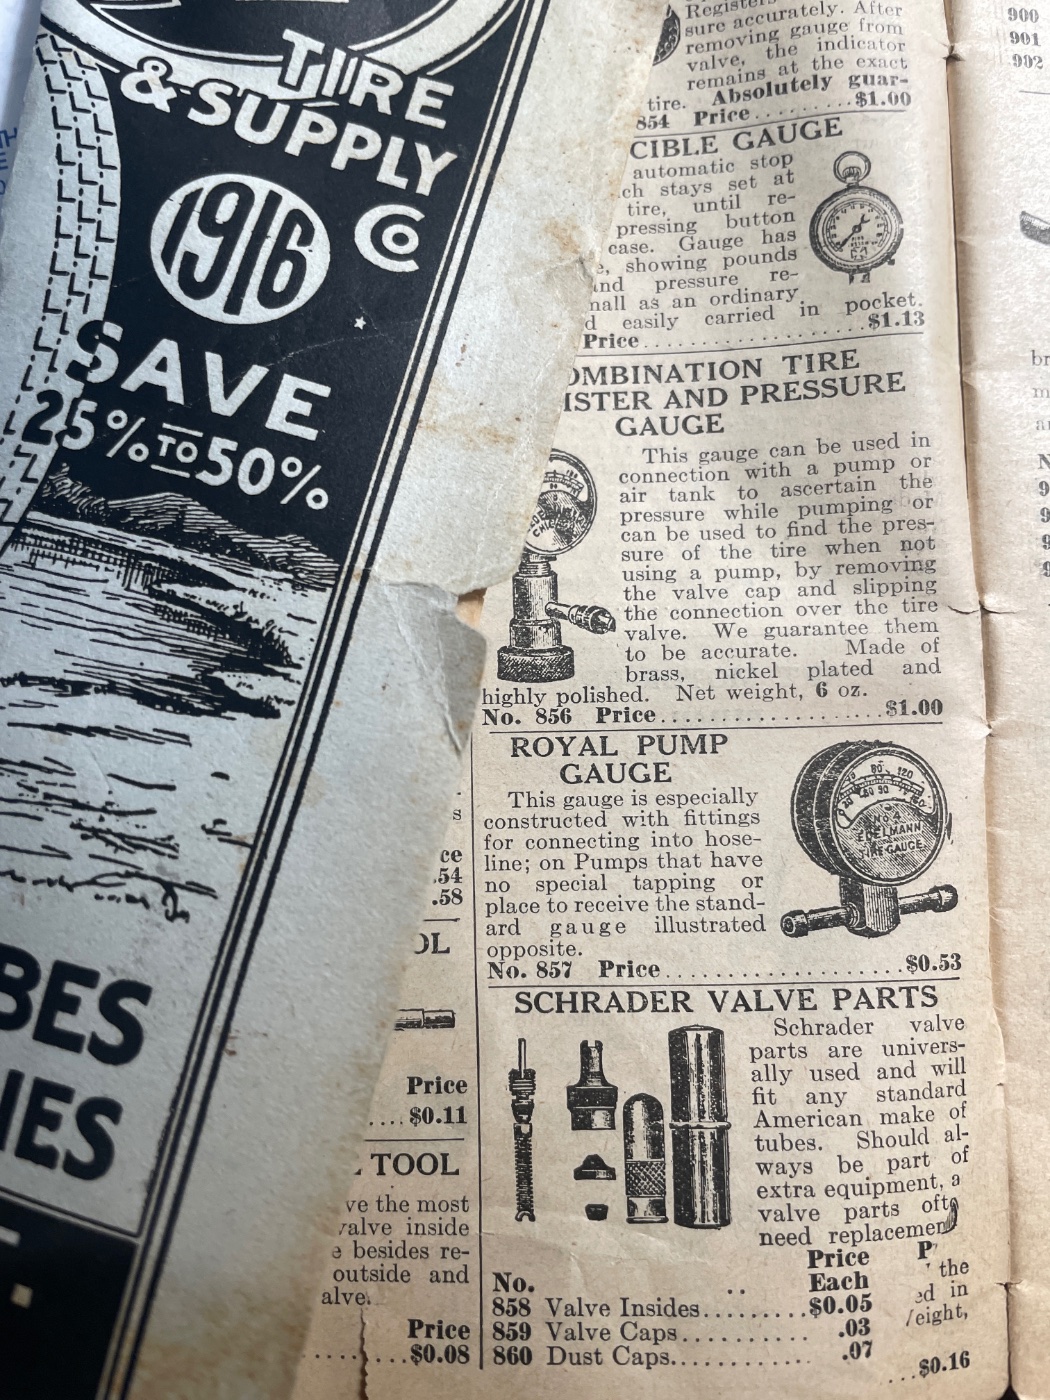 TIRE
& SUPPLY
Co
1916
SAVE
25% TO 50%
BES
IES
sure accurately. After
removing gauge from
valve, the indicator
remains at the exact
tire. Absolutely guar-
854 Price....$1.00
CIBLE GAUGE
automatic stop
ch stays set at
tire, until re-
pressing button
case. Gauge has
, showing pounds
and pressure re-
mall as an ordinary
d easily carried in pocket.
Price....$1.13
OMBINATION TIRE
ISTER AND PRESSURE
GAUGE
This gauge can be used in
connection with a pump or
air tank to ascertain the
pressure while pumping or
can be used to find the pres-
sure of the tire when not
using a pump, by removing
the valve cap and slipping
the connection over the tire
valve. We guarantee them
to be accurate. Made of
brass, nickel plated and
highly polished. Net weight, 6 oz.
No. 856 Price....$1.00
ROYAL PUMP
GAUGE
This gauge is especially
constructed with fittings
for connecting into hose-
line; on Pumps that have
no special tapping or
place to receive the stand-
ard gauge illustrated
opposite.
No. 857 Price....$0.53
80 120
No 4
EDELMANN
TIRE GAUGE
SCHRADER VALVE PARTS
Schrader valve
parts are univers-
ally used and will
fit any standard
American make of
tubes. Should al-
ways be part of
extra equipment, a
valve parts oft
need replacemen
Price
No. Each
858 Valve Insides....$0.05
859 Valve Caps....03
860 Dust Caps....07
the
ed in
eight,
$0.16
s
ce
.54
.58
OL
Price
....$0.11
TOOL
ve the most
valve inside
e besides re-
outside and
alve.
Price
....$0.08
900
901
902